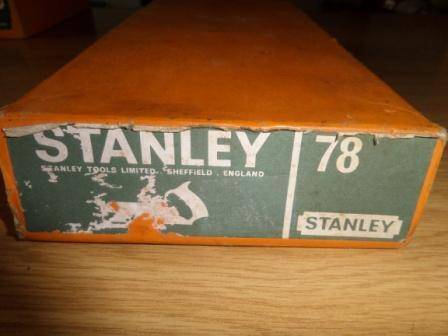 STANLEY
STANLEY TOOLS LIMITED . SHEFFIELD . ENGLAND
78
STANLEY